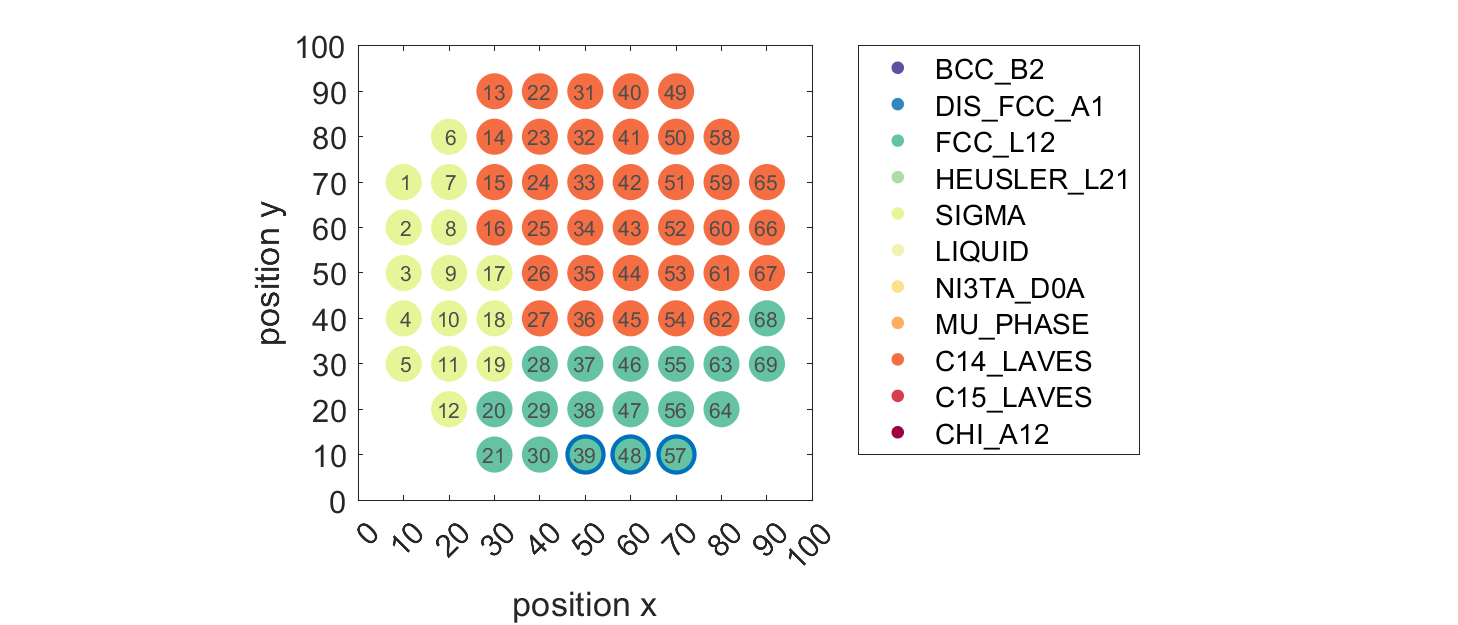 100
90
13 22 31 40 49
80
6 14 23 32 41 50 58
70
1 7 15 24 33 42 51 59 65
60
2 8 16 25 34 43 52 60 66
50
3 9 17 26 35 44 53 61 67
40
4 10 18 27 36 45 54 62 68
30
5 11 19 28 37 46 55 63 69
20
12 20 29 38 47 56 64
10
21 30 39 48 57
0
position y
0 10 20 30 40 50 60 70 80 90 100
position x
BCC_B2
DIS_FCC_A1
FCC_L12
HEUSLER_L21
SIGMA
LIQUID
NI3TA_D0A
MU_PHASE
C14_LAVES
C15_LAVES
CHI_A12